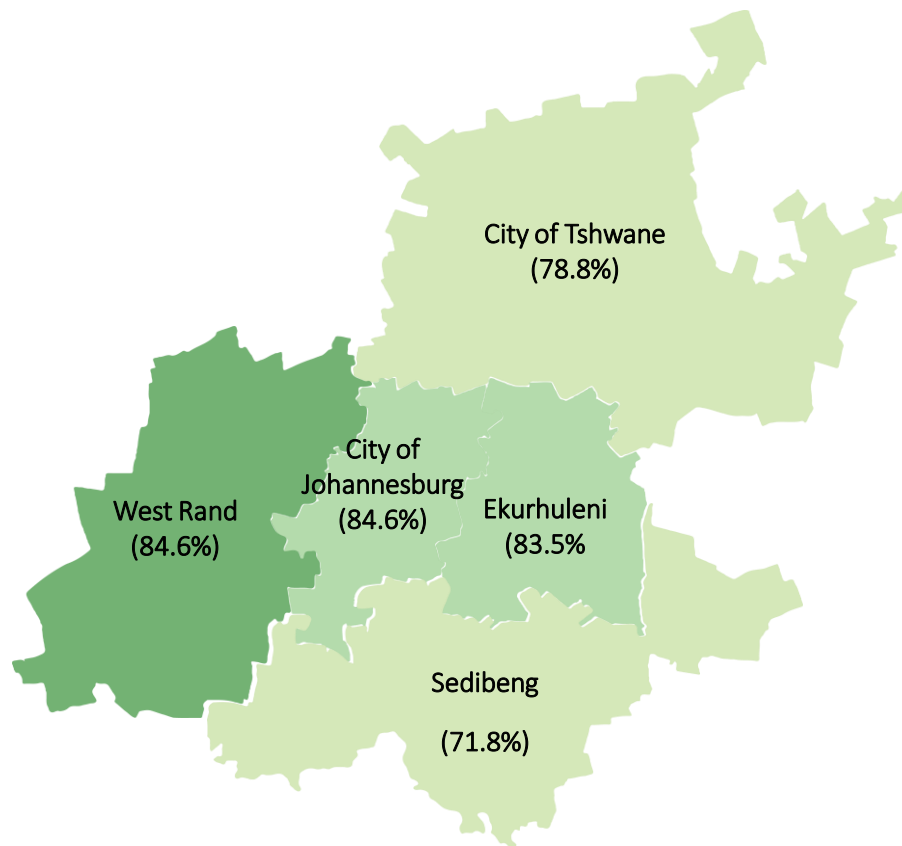 City of Tshwane
(78.8%)
City of
Johannesburg
(84.6%)
West Rand
(84.6%)
Ekurhuleni
(83.5%
Sedibeng
(71.8%)